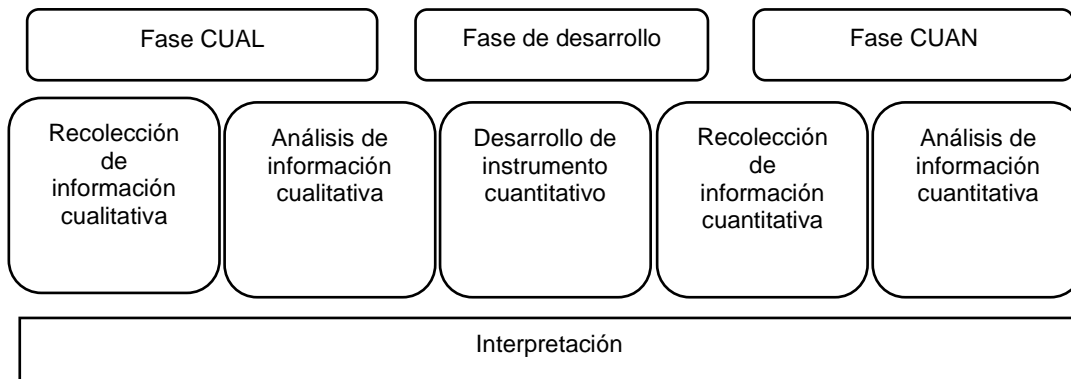 Fase CUAL
Fase de desarrollo
Fase CUAN
Recolección
de
información
cualitativa
Análisis de
información
cualitativa
Desarrollo de
instrumento
cuantitativo
Recolección
de
información
cuantitativa
Análisis de
información
cuantitativa
Interpretación